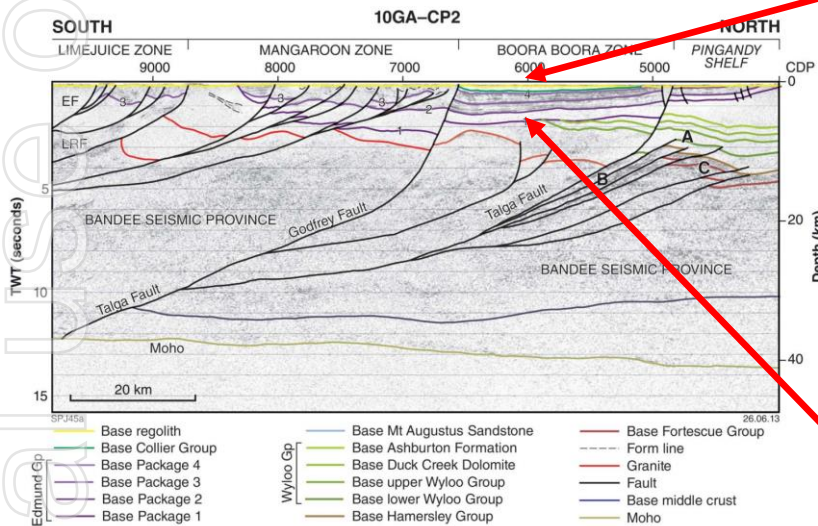 10GA–CP2
SOUTH
NORTH
LIMEJUICE ZONE
MANGAROON ZONE
BOORA BOORA ZONE
PINGANDY
SHELF
9000
8000
7000
6000
5000
CDP
0
EF
3
3
3
4
2
1
LRF
A
B
C
5
Talga Fault
Godfrey Fault
BANDEE SEISMIC PROVINCE
20
TWT (seconds)
Depth (km)
BANDEE SEISMIC PROVINCE
10
Talga Fault
Moho
40
20 km
15
SPJ45a
26.06.13
Base regolith
Base Collier Group
Edmund Gp
Base Package 4
Base Package 3
Base Package 2
Base Package 1
Base Mt Augustus Sandstone
Wyloo Gp
Base Ashburton Formation
Base Duck Creek Dolomite
Base upper Wyloo Group
Base lower Wyloo Group
Base Hamersley Group
Base Fortescue Group
Form line
Granite
Fault
Base middle crust
Moho